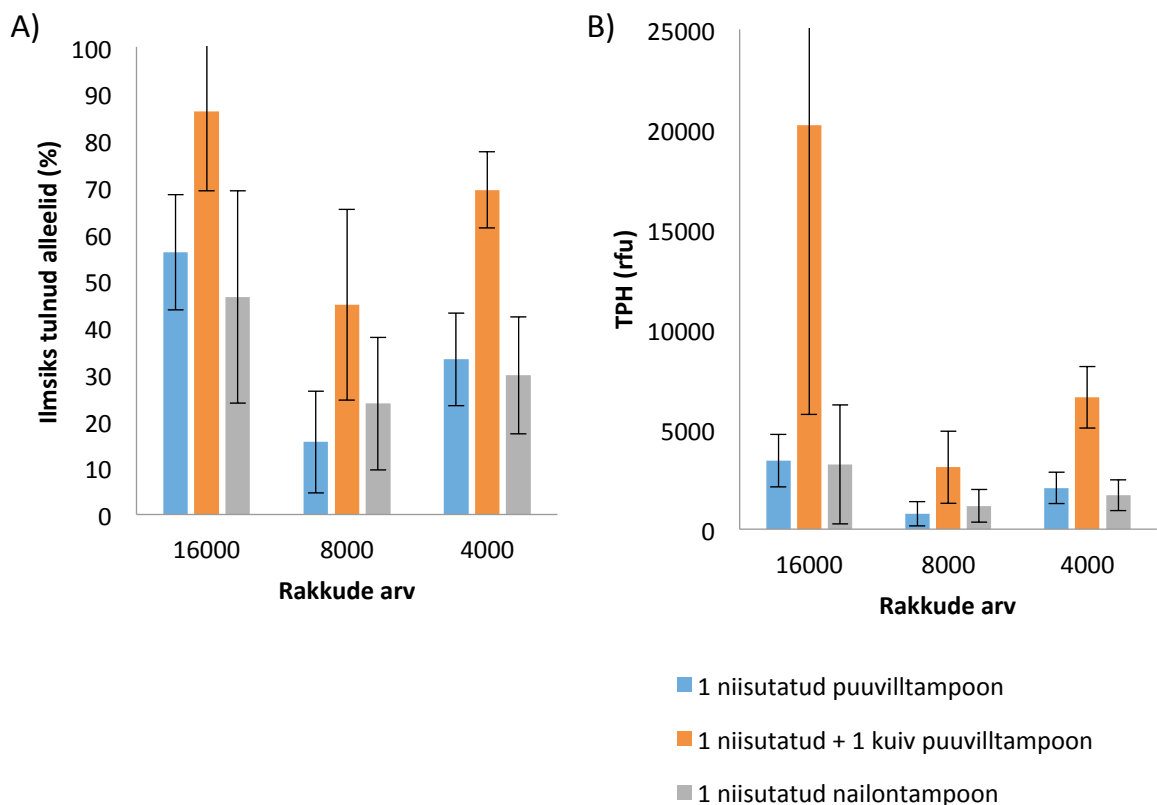 A)
Ilmsiks tulnud alleelid (%)
100
90
80
70
60
50
40
30
20
10
0
16000
8000
4000
Rakkude arv
B)
TPH (rfu)
25000
20000
15000
10000
5000
0
16000
8000
4000
Rakkude arv
1 niisutatud puuvilltampoon
1 niisutatud + 1 kuiv puuvilltampoon
1 niisutatud nailontampoon